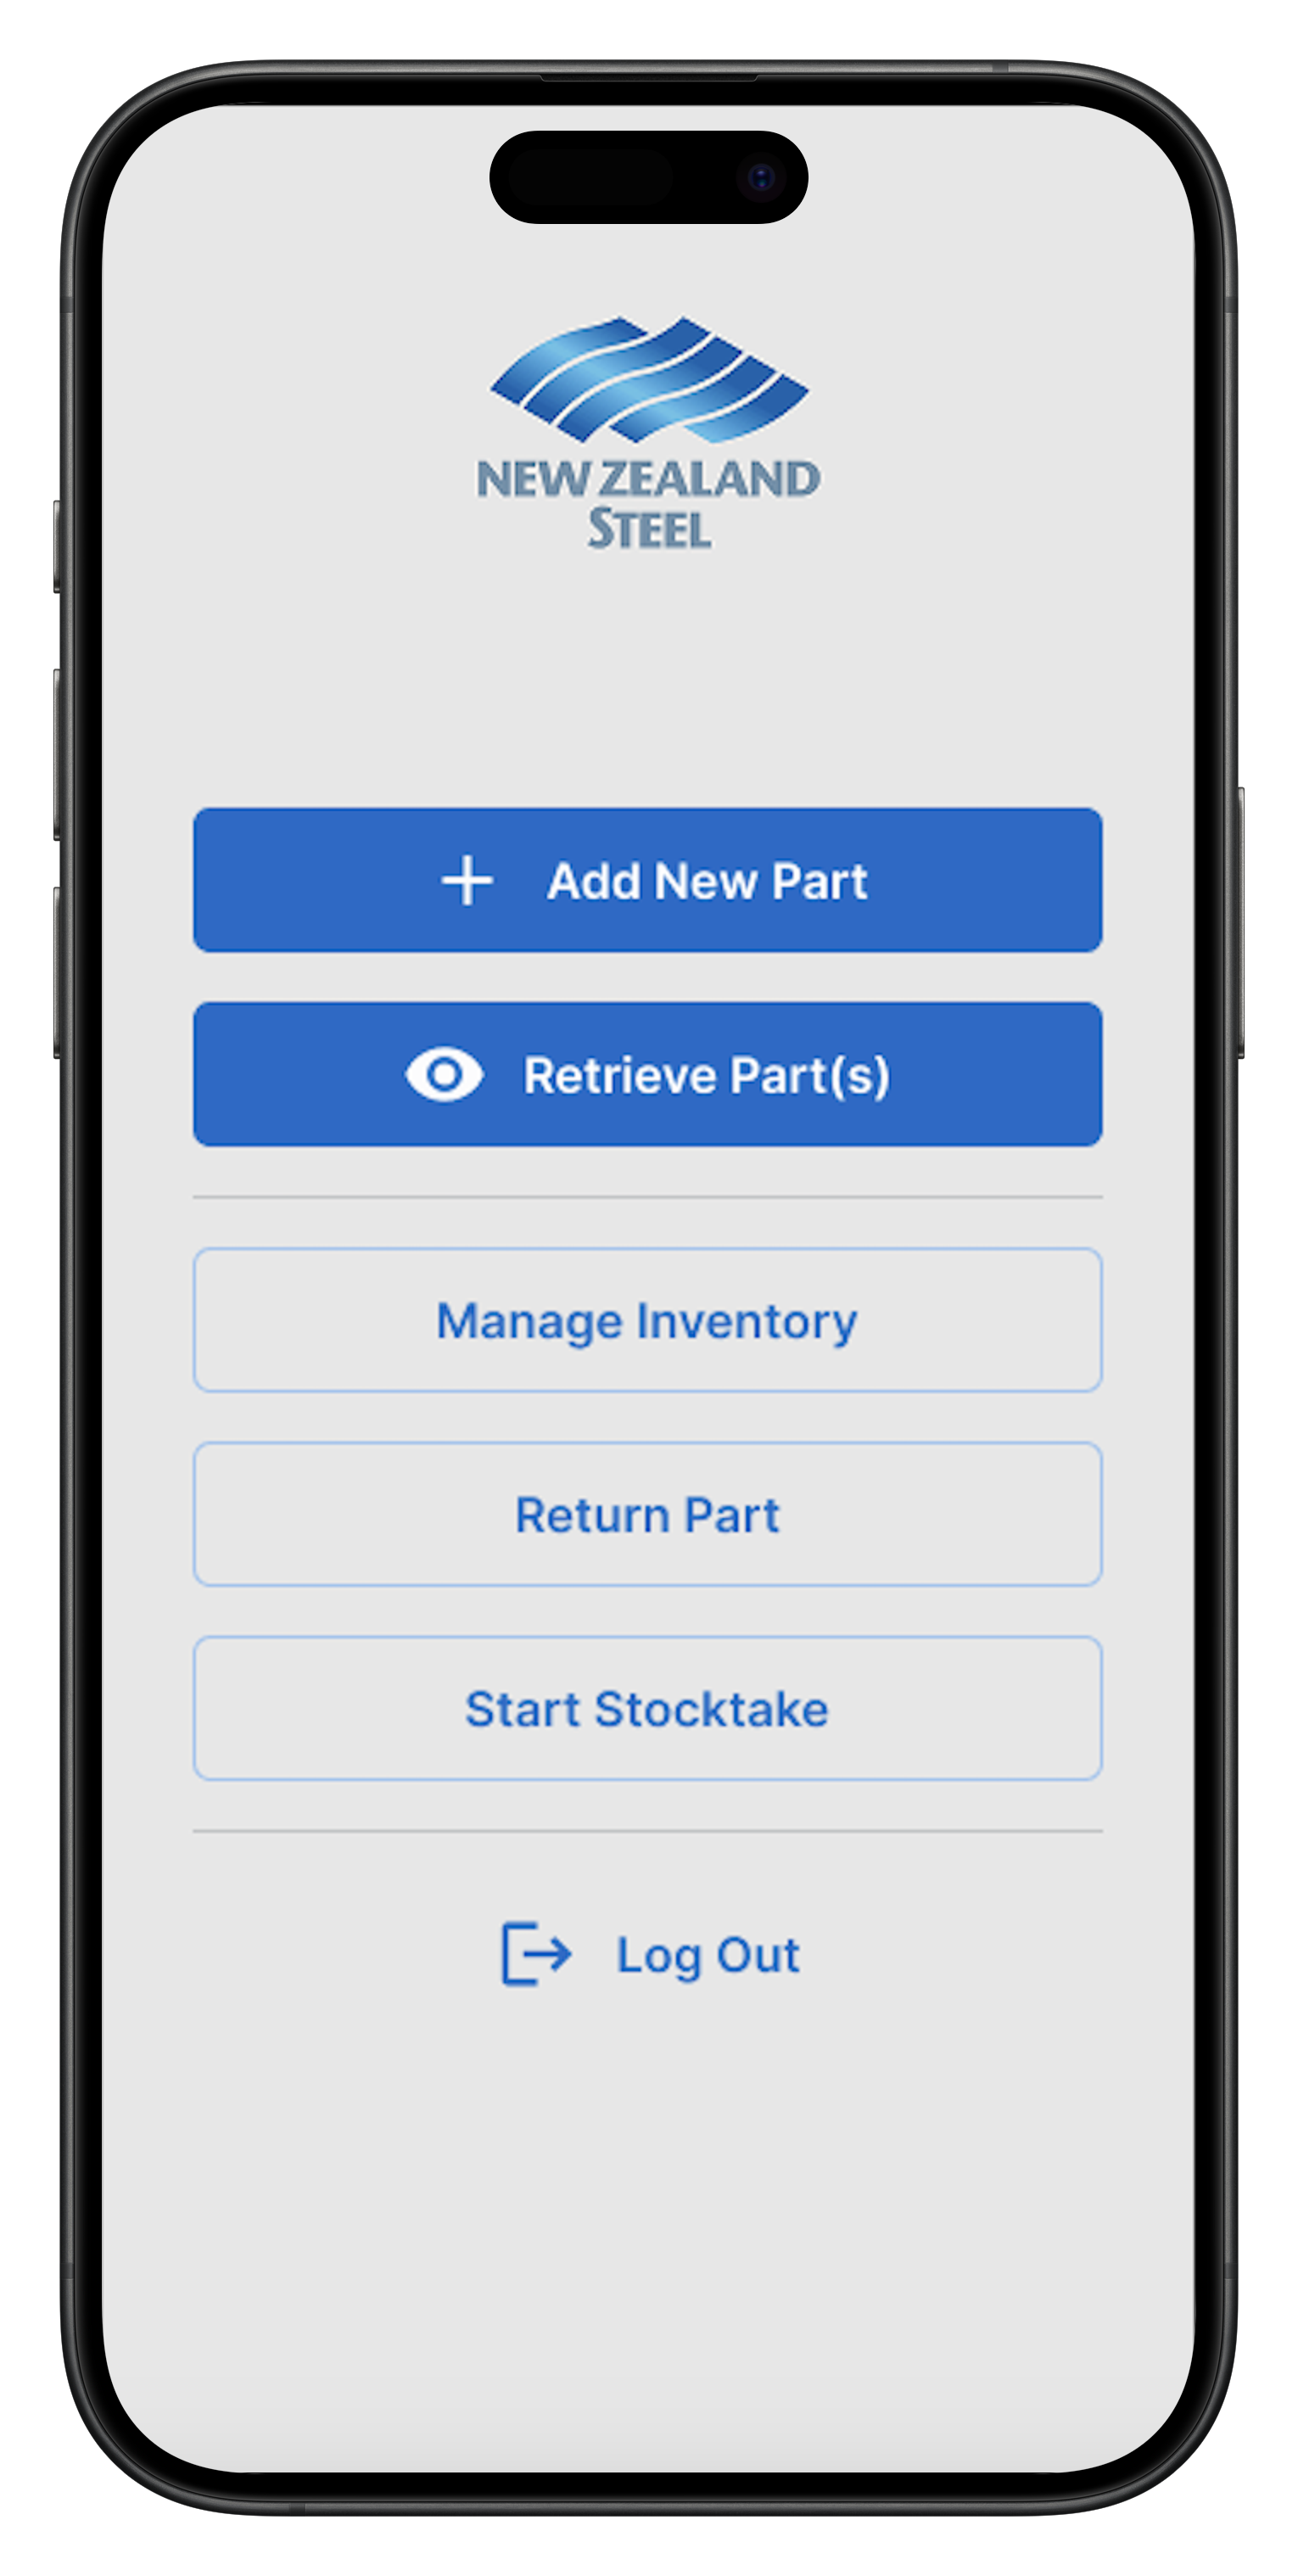 NEW ZEALAND
STEEL
Add New Part
Retrieve Part(s)
Manage Inventory
Return Part
Start Stocktake
Log Out